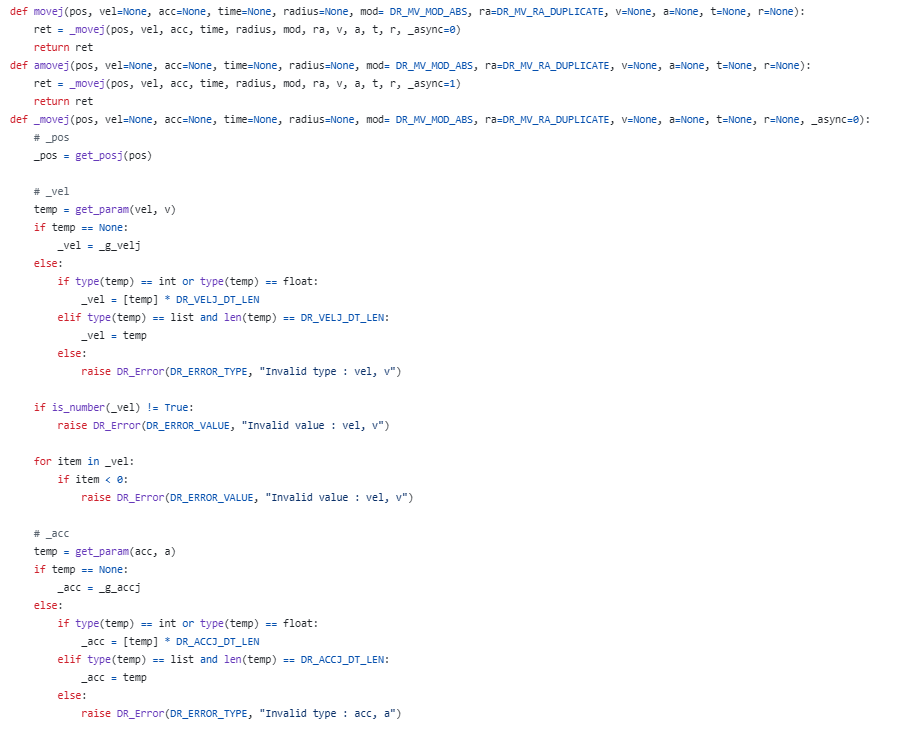 def movej(pos, vel=None, acc=None, time=None, radius=None, mod= DR_MV_MOD_ABS, ra=DR_MV_RA_DUPLICATE, v=None, a=None, t=None, r=None):
    ret = _movej(pos, vel, acc, time, radius, mod, ra, v, a, t, r, _async=0)
    return ret
def amovej(pos, vel=None, acc=None, time=None, radius=None, mod= DR_MV_MOD_ABS, ra=DR_MV_RA_DUPLICATE, v=None, a=None, t=None, r=None):
    ret = _movej(pos, vel, acc, time, radius, mod, ra, v, a, t, r, _async=1)
    return ret
def _movej(pos, vel=None, acc=None, time=None, radius=None, mod= DR_MV_MOD_ABS, ra=DR_MV_RA_DUPLICATE, v=None, a=None, t=None, r=None, _async=0):
    # _pos
    _pos = get_posj(pos)

    # _vel
    temp = get_param(vel, v)
    if temp == None:
        _vel = _g_velj
    else:
        if type(temp) == int or type(temp) == float:
            _vel = [temp] * DR_VELJ_DT_LEN
        elif type(temp) == list and len(temp) == DR_VELJ_DT_LEN:
            _vel = temp
        else:
            raise DR_Error(DR_ERROR_TYPE, "Invalid type : vel, v")

    if is_number(_vel) != True:
        raise DR_Error(DR_ERROR_VALUE, "Invalid value : vel, v")

    for item in _vel:
        if item < 0:
            raise DR_Error(DR_ERROR_VALUE, "Invalid value : vel, v")

    # _acc
    temp = get_param(acc, a)
    if temp == None:
        _acc = _g_accj
    else:
        if type(temp) == int or type(temp) == float:
            _acc = [temp] * DR_ACCJ_DT_LEN
        elif type(temp) == list and len(temp) == DR_ACCJ_DT_LEN:
            _acc = temp
        else:
            raise DR_Error(DR_ERROR_TYPE, "Invalid type : acc, a")